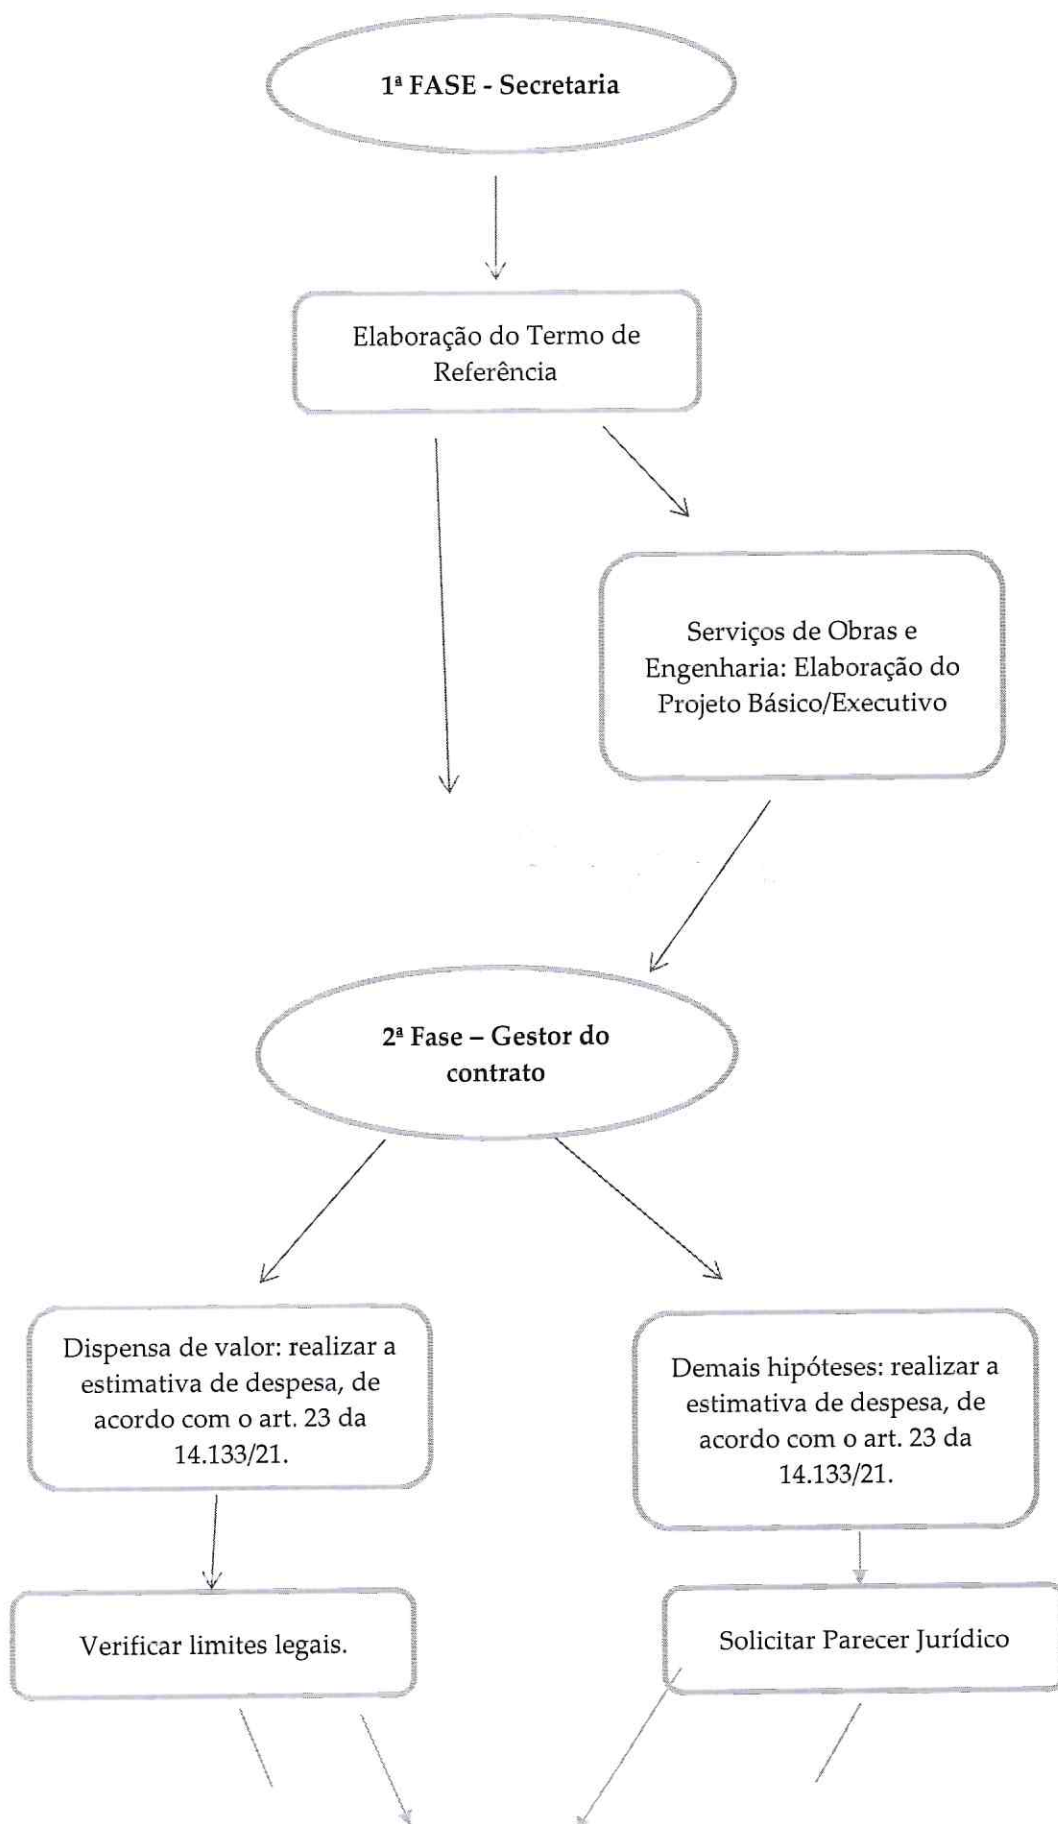 1ª FASE - Secretaria
Elaboração do Termo de
Referência
Serviços de Obras e
Engenharia: Elaboração do
Projeto Básico/Executivo
2ª Fase – Gestor do
contrato
Dispensa de valor: realizar a
estimativa de despesa, de
acordo com o art. 23 da
14.133/21.
Demais hipóteses: realizar a
estimativa de despesa, de
acordo com o art. 23 da
14.133/21.
Verificar limites legais.
Solicitar Parecer Jurídico